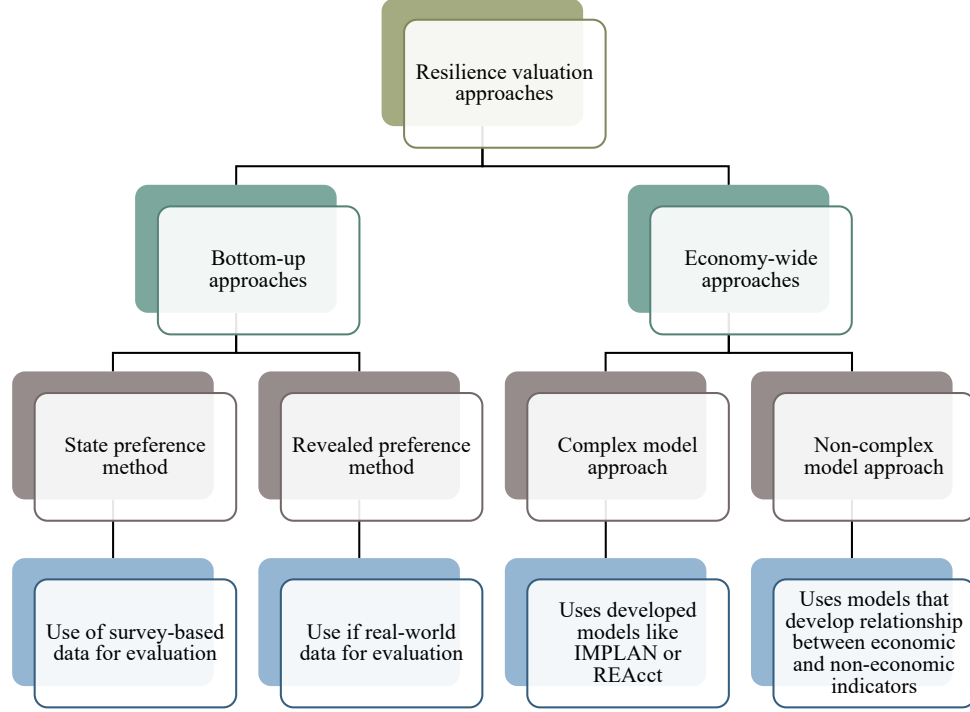 Resilience valuation
approaches
Bottom-up
approaches
Economy-wide
approaches
State preference
method
Revealed preference
method
Complex model
approach
Non-complex
model approach
Use of survey-based
data for evaluation
Use if real-world
data for evaluation
Uses developed
models like
IMPLAN or
REAcct
Uses models that
develop relationship
between economic
and non-economic
indicators